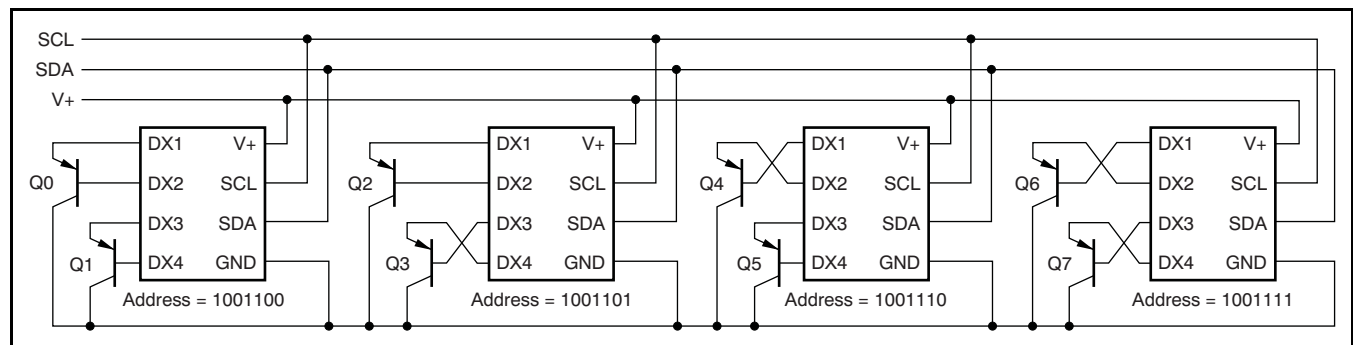 SCL
SDA
V+
Q0
Q1
DX1
DX2
DX3
DX4
V+
SCL
SDA
GND
Address = 1001100
Q2
Q3
DX1
DX2
DX3
DX4
V+
SCL
SDA
GND
Address = 1001101
Q4
Q5
DX1
DX2
DX3
DX4
V+
SCL
SDA
GND
Address = 1001110
Q6
Q7
DX1
DX2
DX3
DX4
V+
SCL
SDA
GND
Address = 1001111